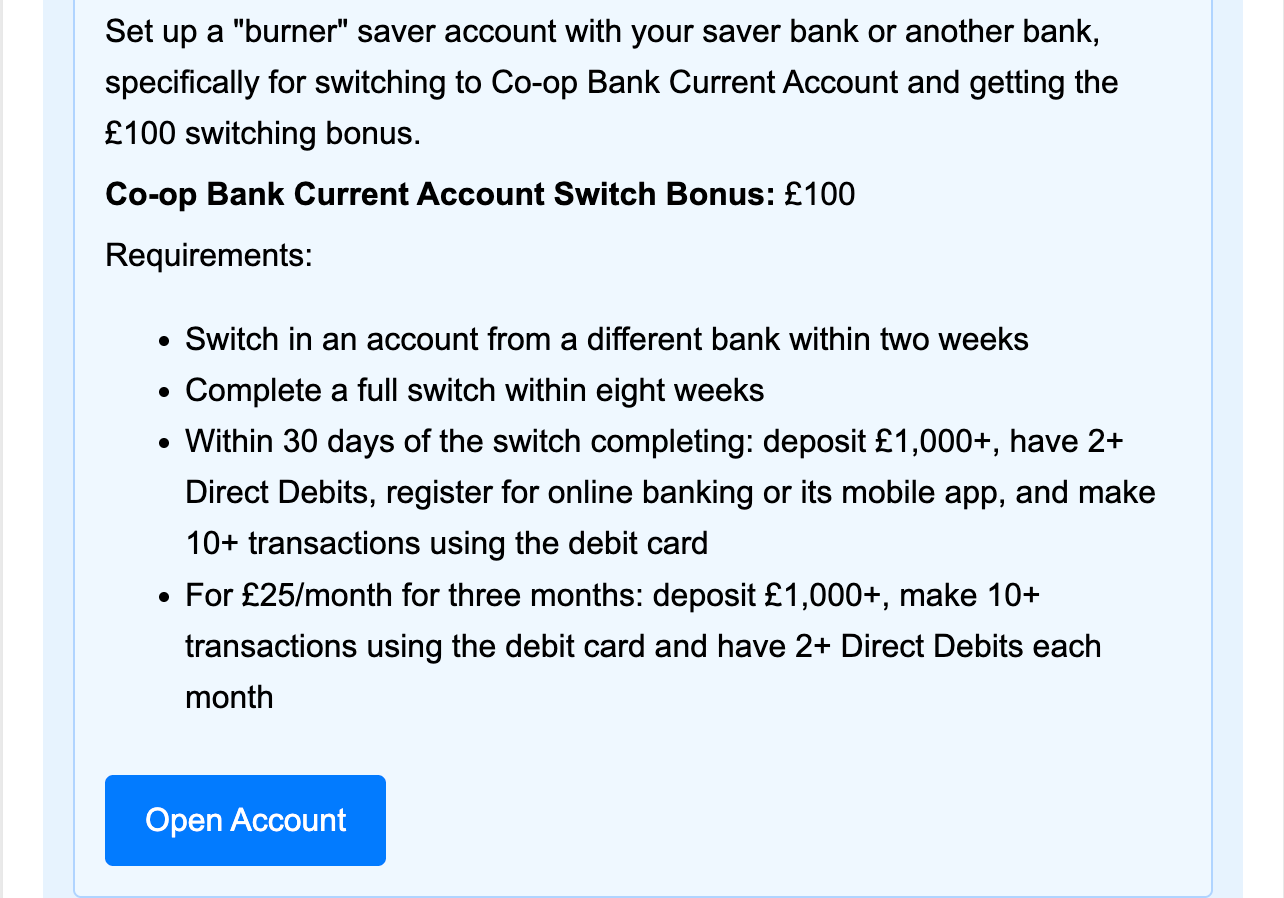 Set up a "burner" saver account with your saver bank or another bank,
specifically for switching to Co-op Bank Current Account and getting the
£100 switching bonus.
Co-op Bank Current Account Switch Bonus: £100
Requirements:
• Switch in an account from a different bank within two weeks
• Complete a full switch within eight weeks
• Within 30 days of the switch completing: deposit £1,000+, have 2+
Direct Debits, register for online banking or its mobile app, and make
10+ transactions using the debit card
• For £25/month for three months: deposit £1,000+, make 10+
transactions using the debit card and have 2+ Direct Debits each
month
Open Account